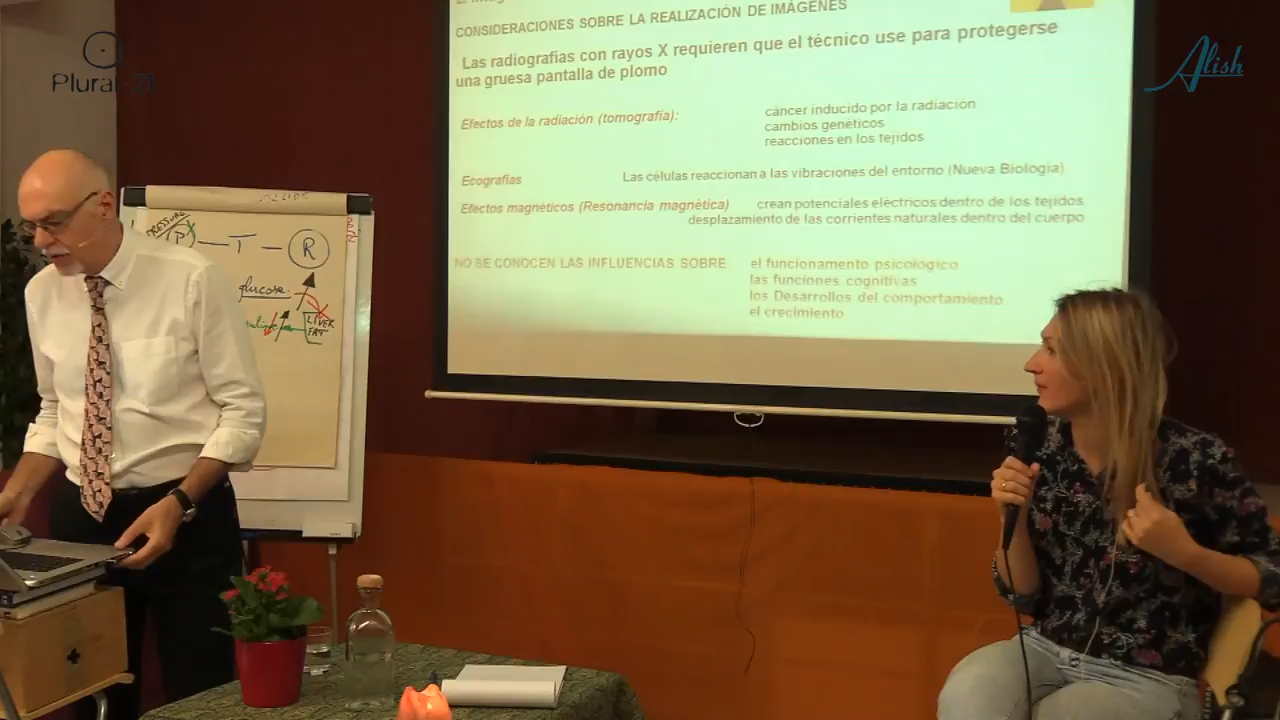 Plural-21
Alish
CONSIDERACIONES SOBRE LA REALIZACIÓN DE IMÁGENES
Las radiografías con rayos X requieren que el técnico use para protegerse
una gruesa pantalla de plomo
Efectos de la radiación (tomografía):
cáncer inducido por la radiación
cambios genéticos
reacciones en los tejidos
Ecografías
Las células reaccionan a las vibraciones del entorno (Nueva Biología)
Efectos magnéticos (Resonancia magnética)
crean potenciales eléctricos dentro de los tejidos
desplazamiento de las corrientes naturales dentro del cuerpo
NO SE CONOCEN LAS INFLUENCIAS SOBRE
el funcionamento psicológico
las funciones cognitivas
los Desarrollos del comportamiento
el crecimiento
PRESSURE
(P) — T — R
glucose
LIVER
FAT